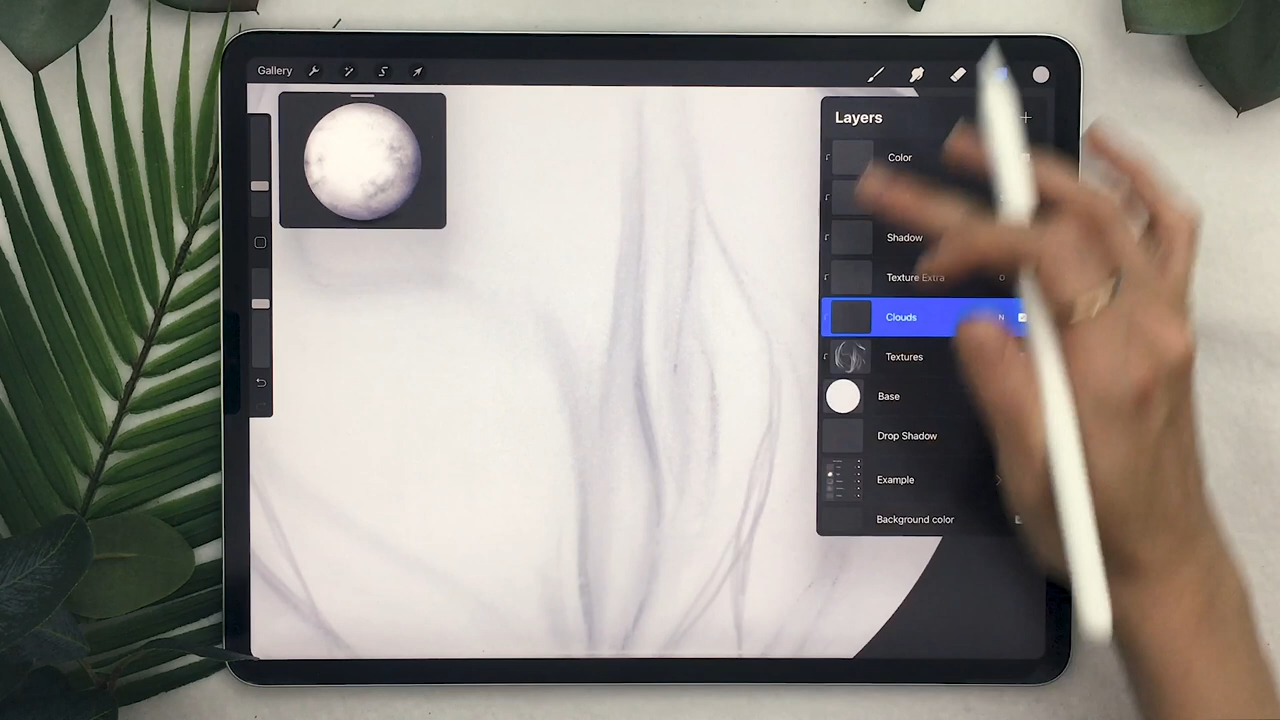 Gallery
Layers
Color
Shadow
Texture Extra
Clouds N
Textures
Base
Drop Shadow
Example
Background color